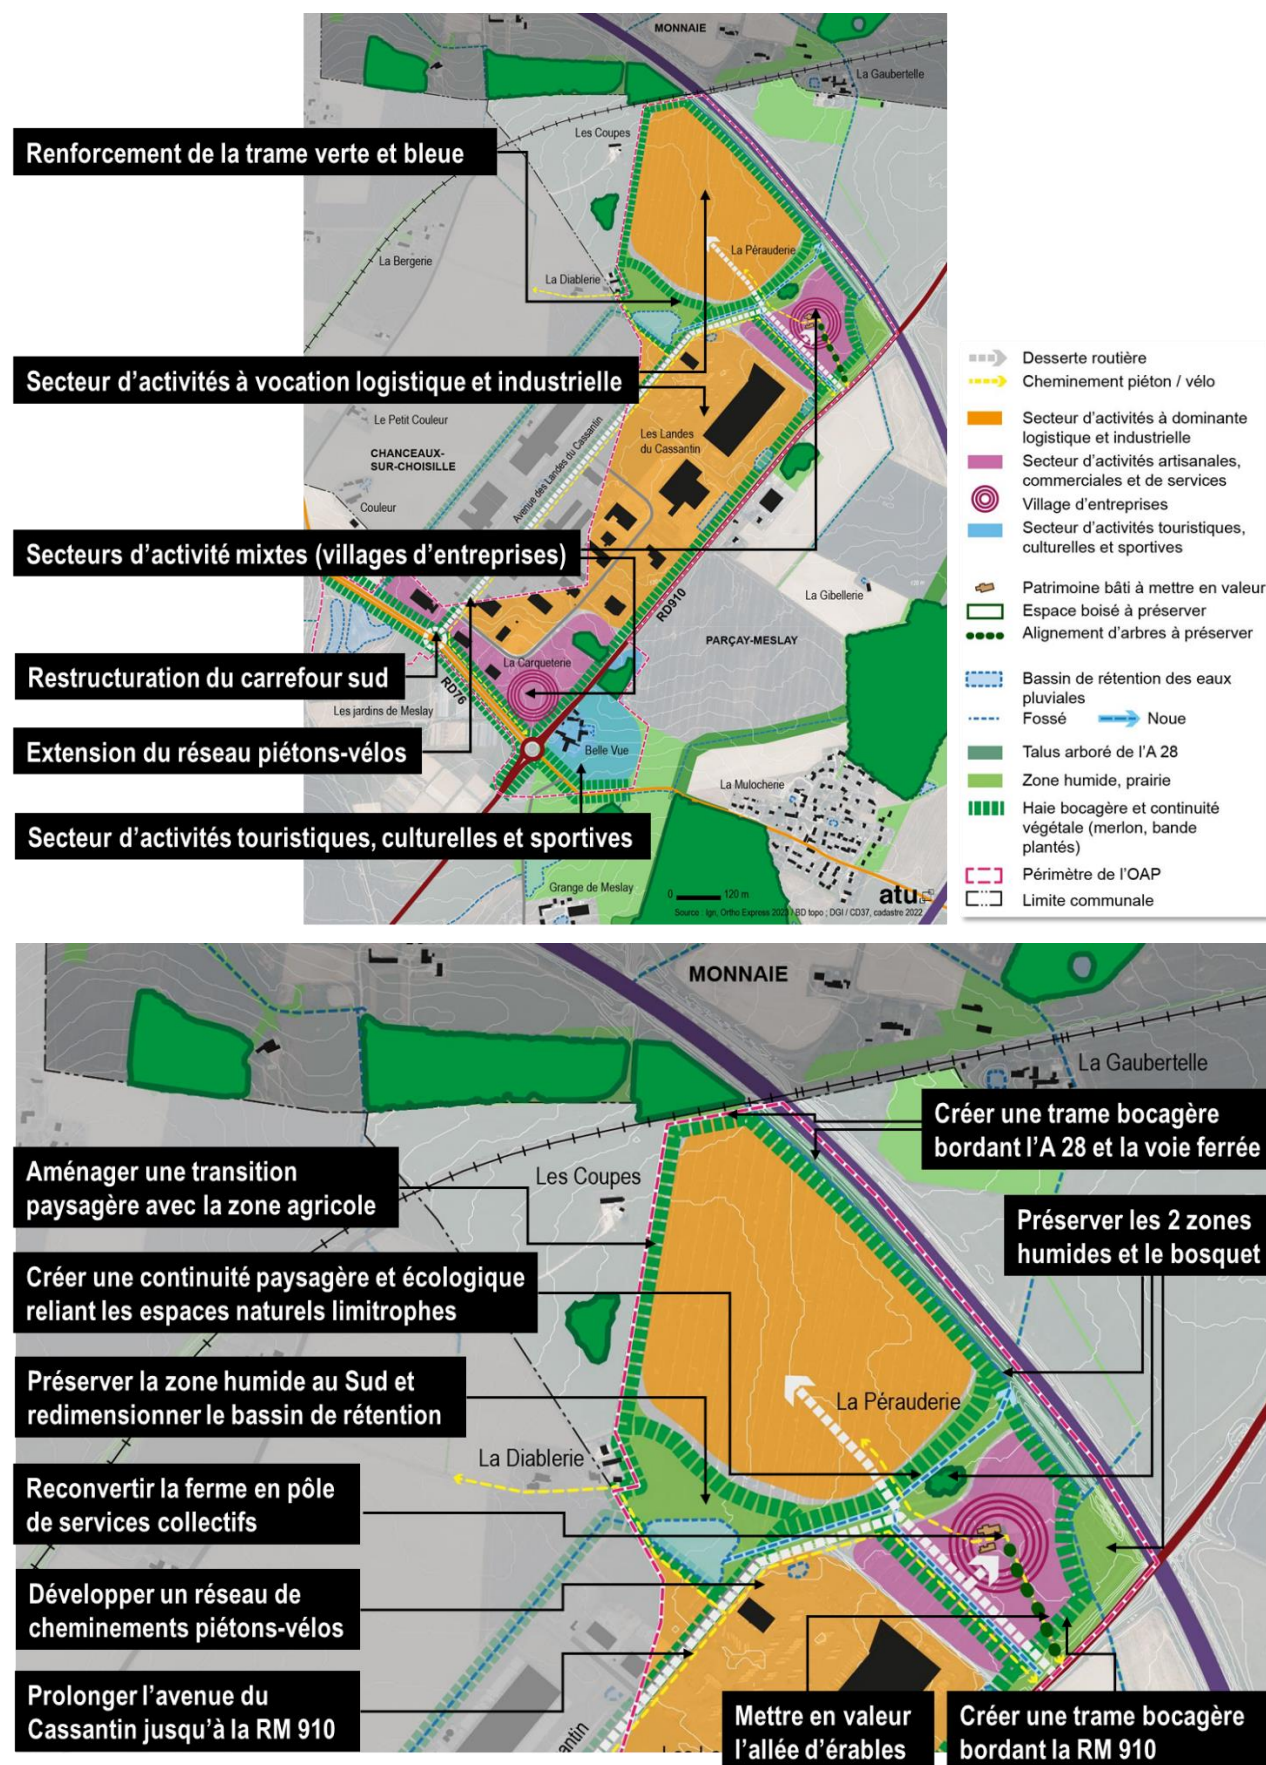 MONNAIE
La Gaubertelle
Les Coupes
Renforcement de la trame verte et bleue
La Pérauderie
La Bergerie
La Diablerie
Secteur d'activités à vocation logistique et industrielle
Le Petit Couleur
Les Landes
du Cassantin
CHANCEAUX-
SUR-CHOISILLE
Avenue des Landes du Cassantin
Couleur
Secteurs d'activité mixtes (villages d'entreprises)
La Gibellerie
RD910
PARÇAY-MESLAY
La Carqueterie
Restructuration du carrefour sud
RD76
Les jardins de Meslay
Extension du réseau piétons-vélos
Belle Vue
La Mulocherie
Secteur d'activités touristiques, culturelles et sportives
Grange de Meslay
0 120 m
atu
Source : Ign, Ortho Express 2023 / BD topo ; DGI / CD37, cadastre 2022
Desserte routière
Cheminement piéton / vélo
Secteur d'activités à dominante
logistique et industrielle
Secteur d'activités artisanales,
commerciales et de services
Village d'entreprises
Secteur d'activités touristiques,
culturelles et sportives
Patrimoine bâti à mettre en valeur
Espace boisé à préserver
Alignement d'arbres à préserver
Bassin de rétention des eaux
pluviales
Fossé Noue
Talus arboré de l'A 28
Zone humide, prairie
Haie bocagère et continuité
végétale (merlon, bande
plantés)
Périmètre de l'OAP
Limite communale
MONNAIE
La Gaubertelle
Créer une trame bocagère
bordant l'A 28 et la voie ferrée
Aménager une transition
paysagère avec la zone agricole
Les Coupes
Préserver les 2 zones
humides et le bosquet
Créer une continuité paysagère et écologique
reliant les espaces naturels limitrophes
Préserver la zone humide au Sud et
redimensionner le bassin de rétention
La Pérauderie
La Diablerie
Reconvertir la ferme en pôle
de services collectifs
Développer un réseau de
cheminements piétons-vélos
Prolonger l'avenue du
Cassantin jusqu'à la RM 910
Mettre en valeur
l'allée d'érables
Créer une trame bocagère
bordant la RM 910